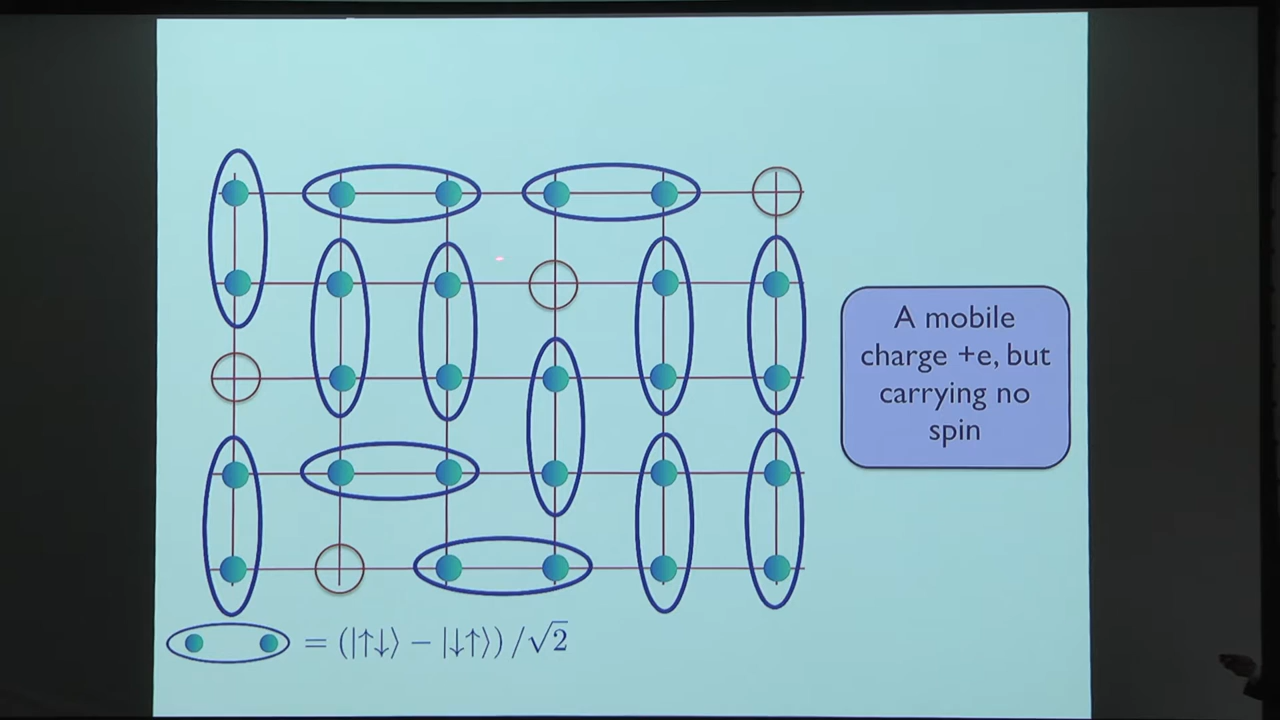 A mobile
charge +e, but
carrying no
spin
= (|↑↓⟩ − |↓↑⟩) /√2